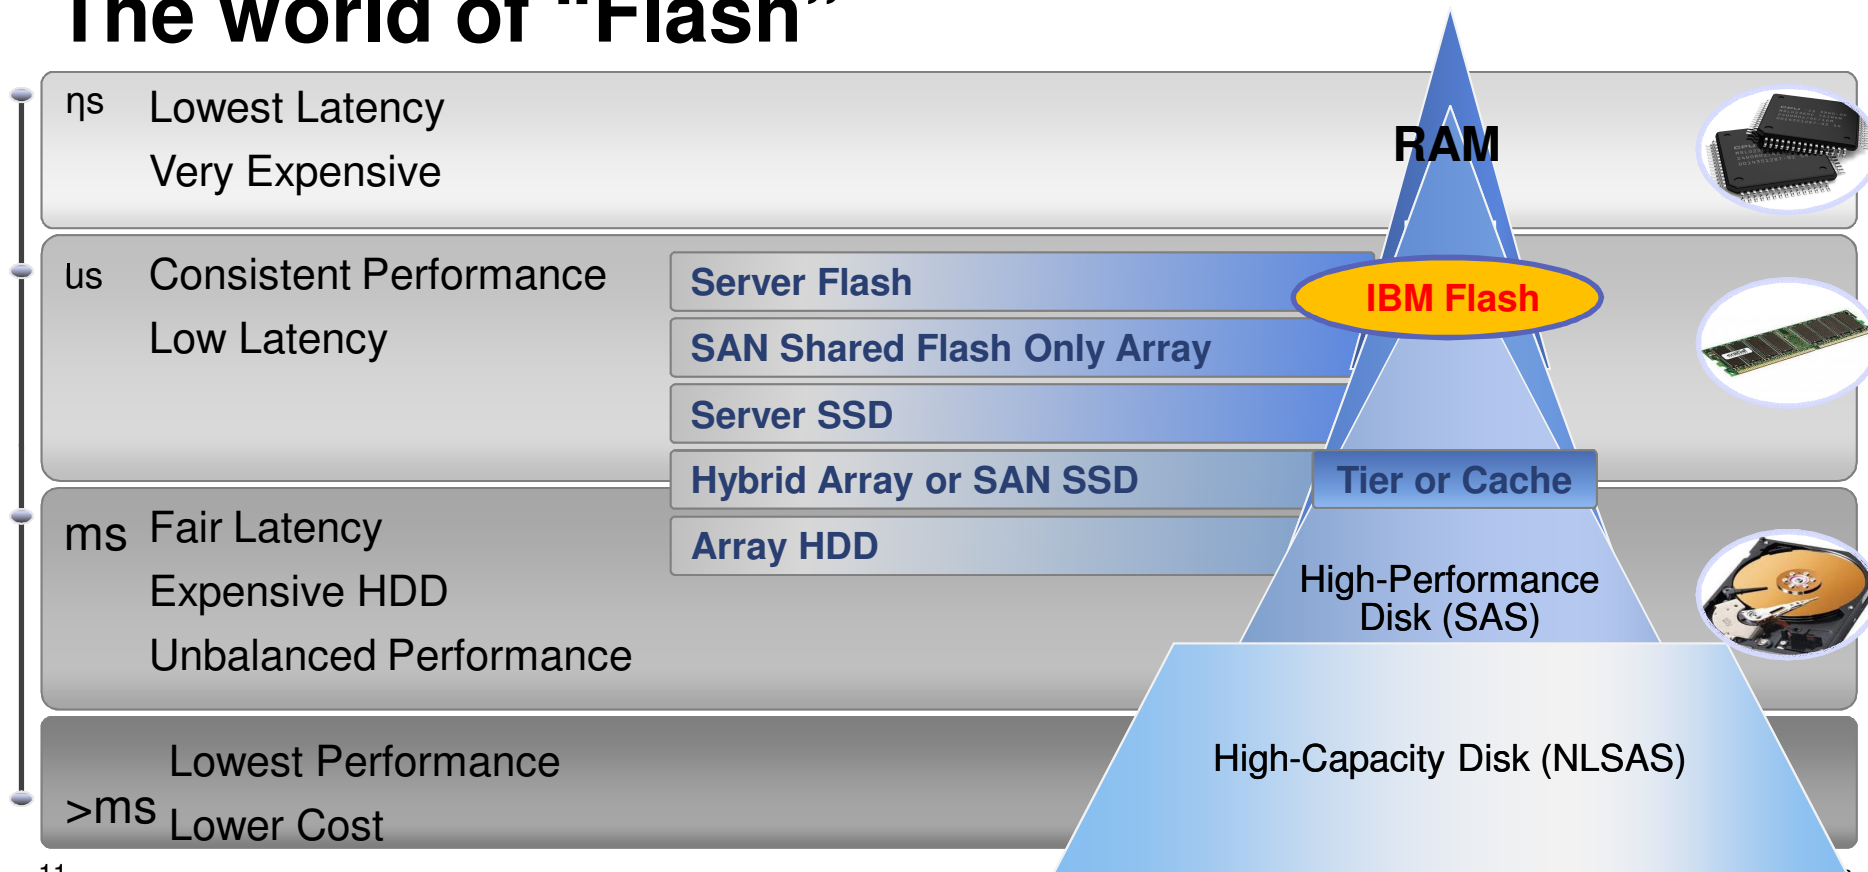 The world of “Flash”
ηs Lowest Latency
Very Expensive
RAM
us Consistent Performance
Low Latency
Server Flash
IBM Flash
SAN Shared Flash Only Array
Server SSD
Hybrid Array or SAN SSD
Tier or Cache
ms Fair Latency
Expensive HDD
Unbalanced Performance
Array HDD
High-Performance
Disk (SAS)
>ms Lowest Performance
Lower Cost
High-Capacity Disk (NLSAS)
11